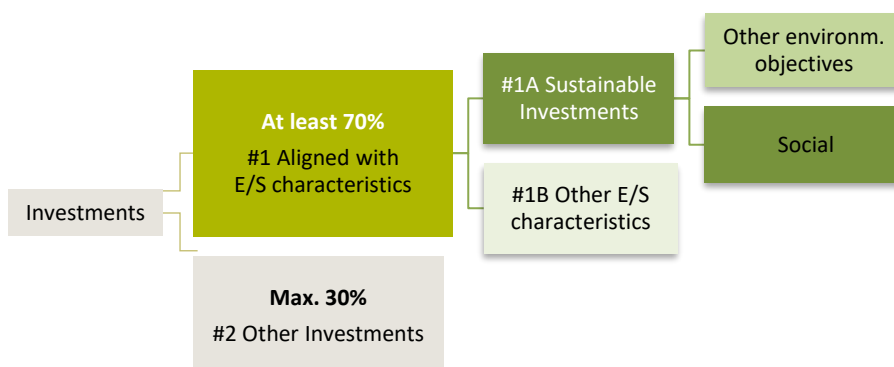 Investments
At least 70%
#1 Aligned with
E/S characteristics
Max. 30%
#2 Other Investments
#1A Sustainable
Investments
#1B Other E/S
characteristics
Other environm.
objectives
Social